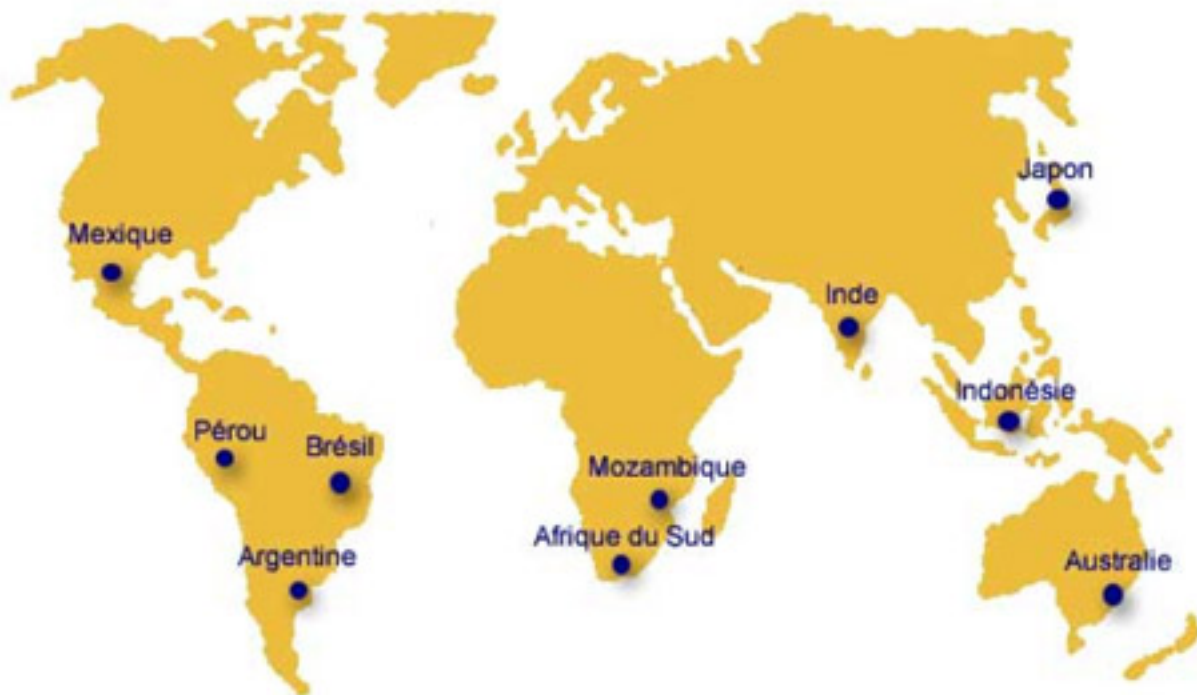 Japon
Mexique
Inde
Indonésie
Pérou
Brésil
Mozambique
Afrique du Sud
Argentine
Australie